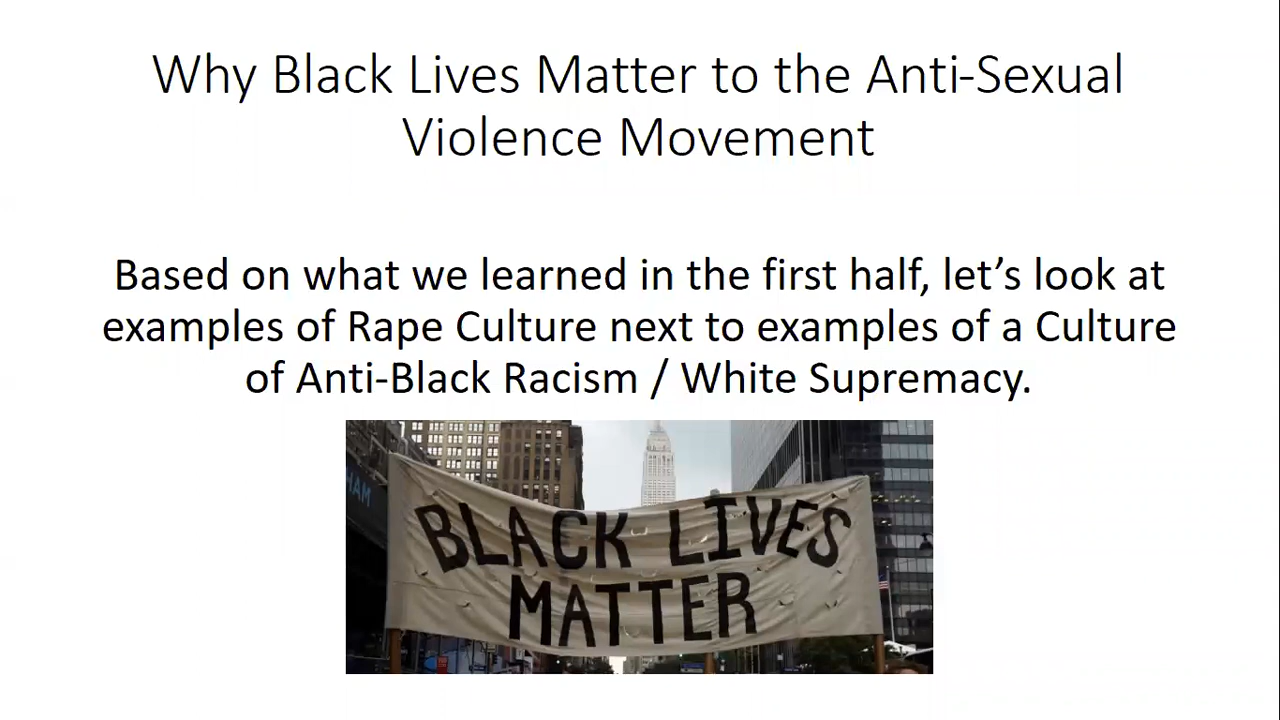 Why Black Lives Matter to the Anti-Sexual
Violence Movement
Based on what we learned in the first half, let’s look at
examples of Rape Culture next to examples of a Culture
of Anti-Black Racism / White Supremacy.
HAM
BLACK LIVES
MATTER